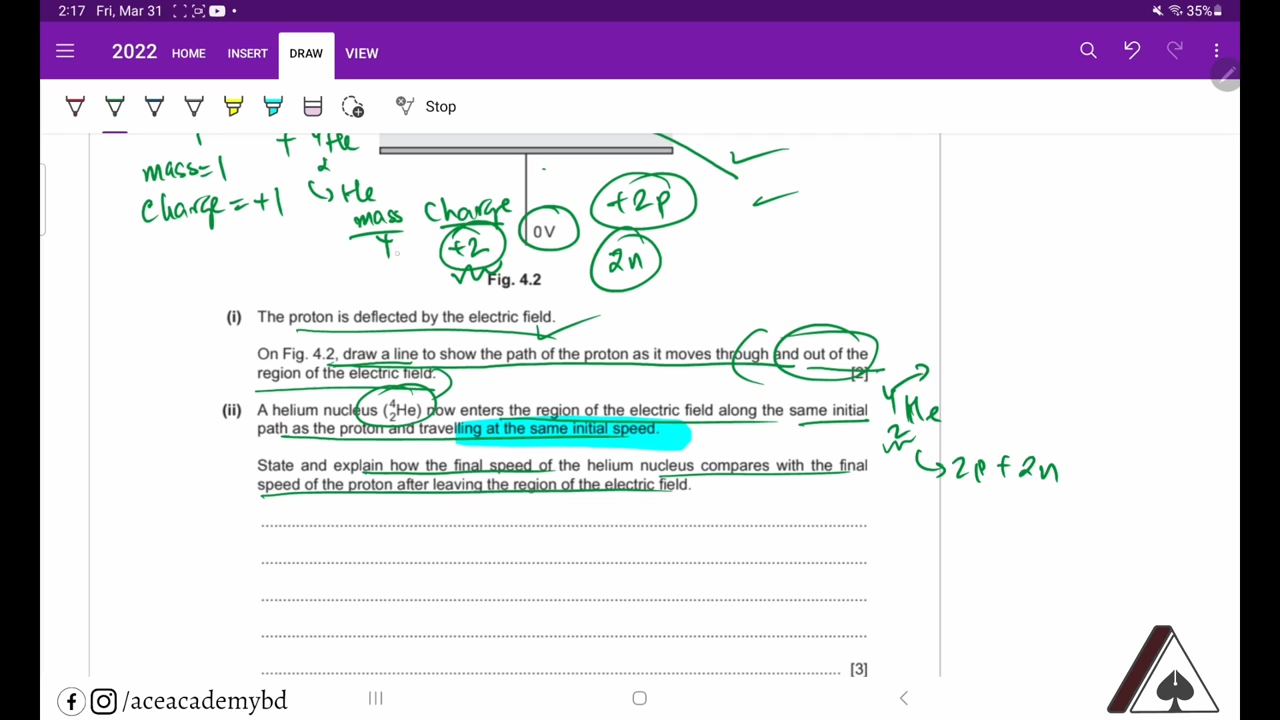 2:17 Fri, Mar 31
35%
2022 HOME INSERT DRAW VIEW
Stop
+ 4He
2
mass=1
charge=+1
↳He
mass
4
charge
+2
0V
+2p
2n
Fig. 4.2
(i) The proton is deflected by the electric field.
On Fig. 4.2, draw a line to show the path of the proton as it moves through and out of the
region of the electric field. [2]
(ii) A helium nucleus (⁴₂He) now enters the region of the electric field along the same initial
path as the proton and travelling at the same initial speed.
4He
2
↳2p+2n
State and explain how the final speed of the helium nucleus compares with the final
speed of the proton after leaving the region of the electric field.
[3]
/aceacademybd